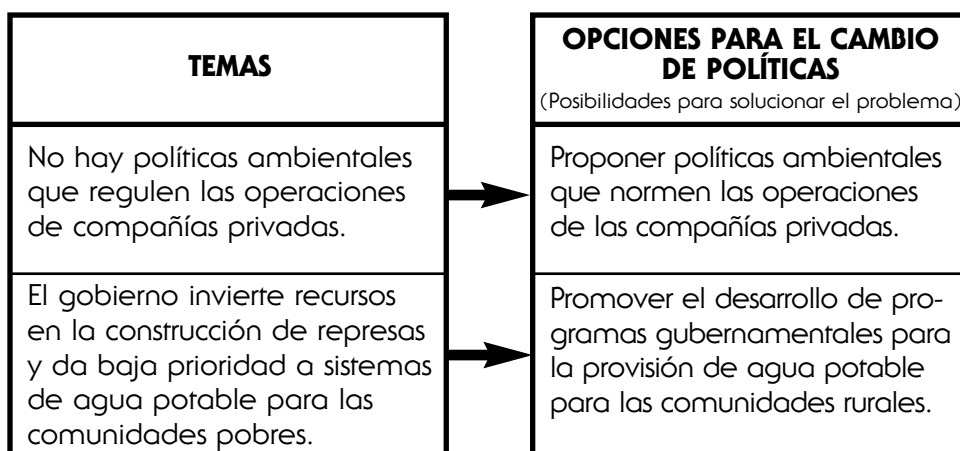 TEMAS
OPCIONES PARA EL CAMBIO
DE POLÍTICAS
(Posibilidades para solucionar el problema)
No hay políticas ambientales
que regulen las operaciones
de compañías privadas.
Proponer políticas ambientales
que normen las operaciones
de las compañías privadas.
El gobierno invierte recursos
en la construcción de represas
y da baja prioridad a sistemas
de agua potable para las
comunidades pobres.
Promover el desarrollo de pro-
gramas gubernamentales para
la provisión de agua potable
para las comunidades rurales.